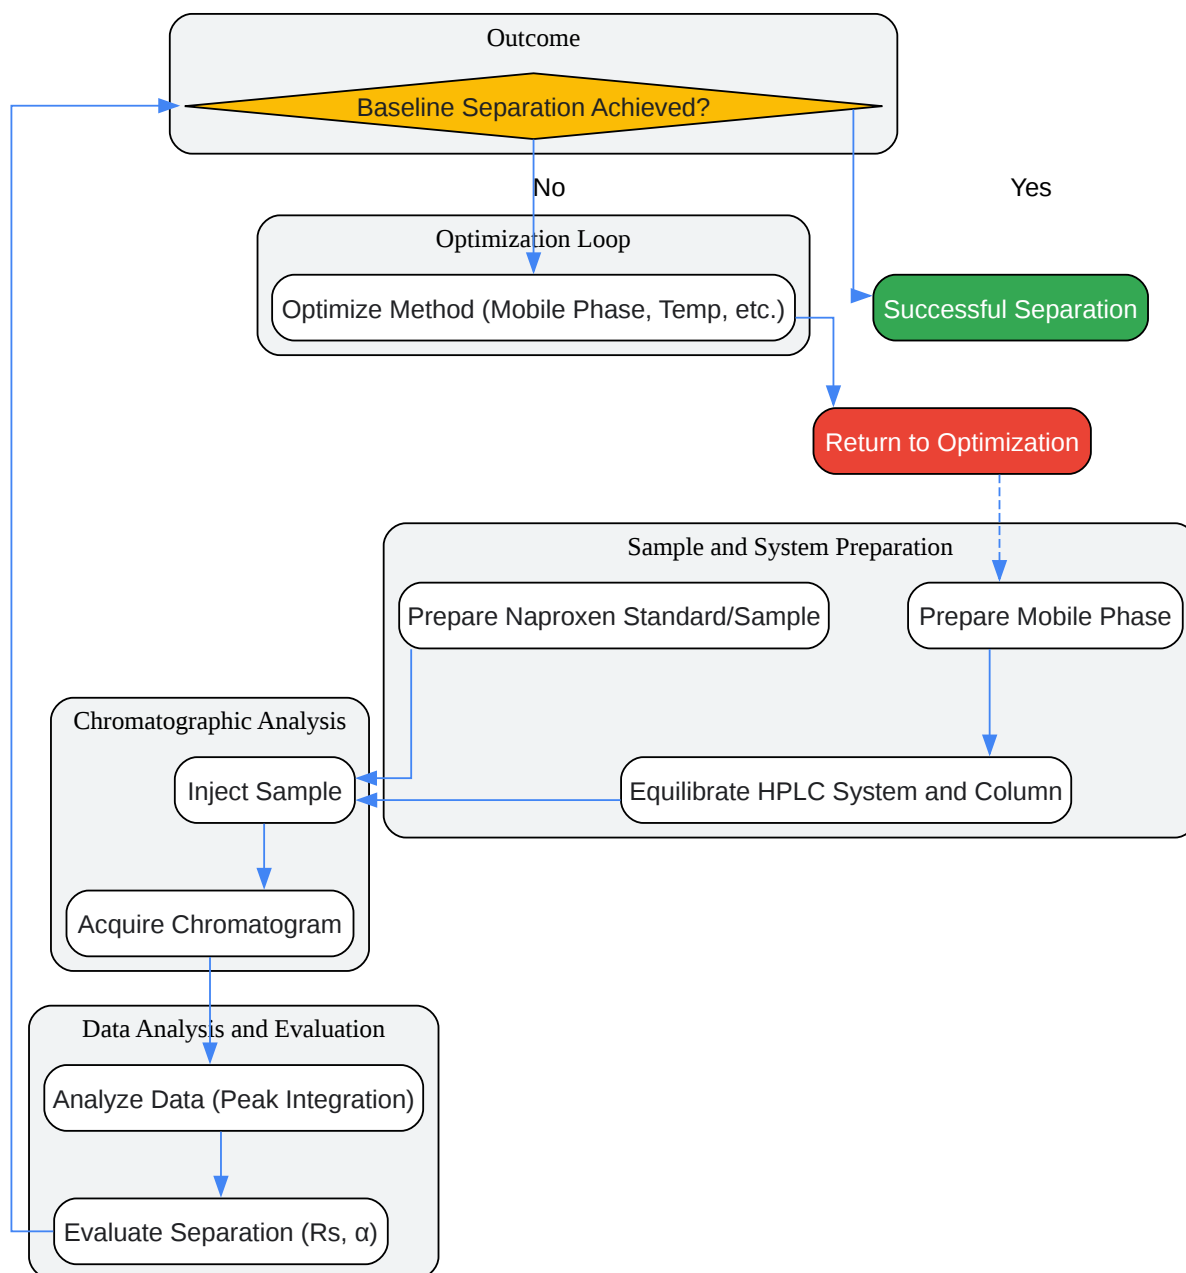 Outcome
Baseline Separation Achieved?
No
Yes
Optimization Loop
Optimize Method (Mobile Phase, Temp, etc.)
Successful Separation
Return to Optimization
Sample and System Preparation
Prepare Naproxen Standard/Sample
Prepare Mobile Phase
Chromatographic Analysis
Inject Sample
Equilibrate HPLC System and Column
Acquire Chromatogram
Data Analysis and Evaluation
Analyze Data (Peak Integration)
Evaluate Separation (Rs, α)